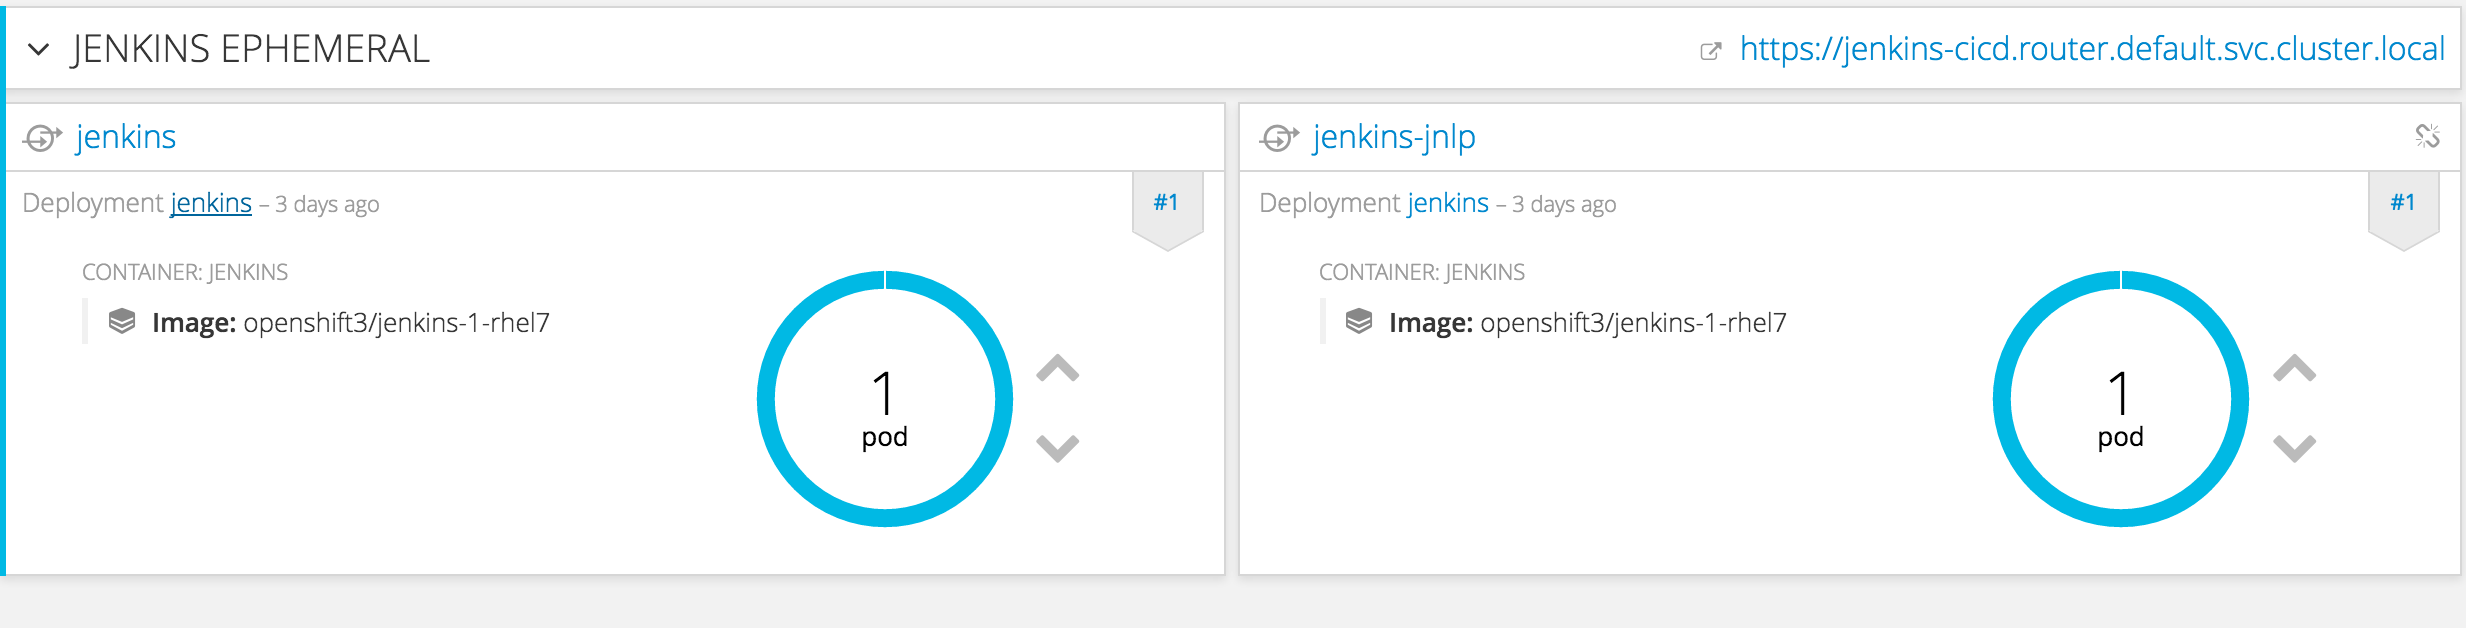 JENKINS EPHEMERAL
https://jenkins-cicd.router.default.svc.cluster.local
jenkins
Deployment jenkins – 3 days ago
#1
CONTAINER: JENKINS
Image: openshift3/jenkins-1-rhel7
1
pod
jenkins-jnlp
Deployment jenkins – 3 days ago
#1
CONTAINER: JENKINS
Image: openshift3/jenkins-1-rhel7
1
pod